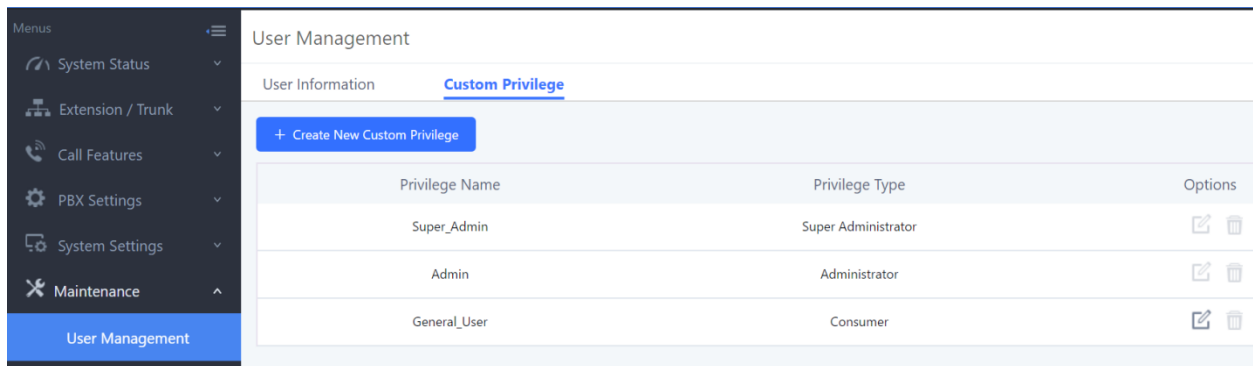 Menus
System Status
Extension / Trunk
Call Features
PBX Settings
System Settings
Maintenance
User Management
User Management
User Information Custom Privilege
+ Create New Custom Privilege
Privilege Name Privilege Type Options
Super_Admin Super Administrator
Admin Administrator
General_User Consumer